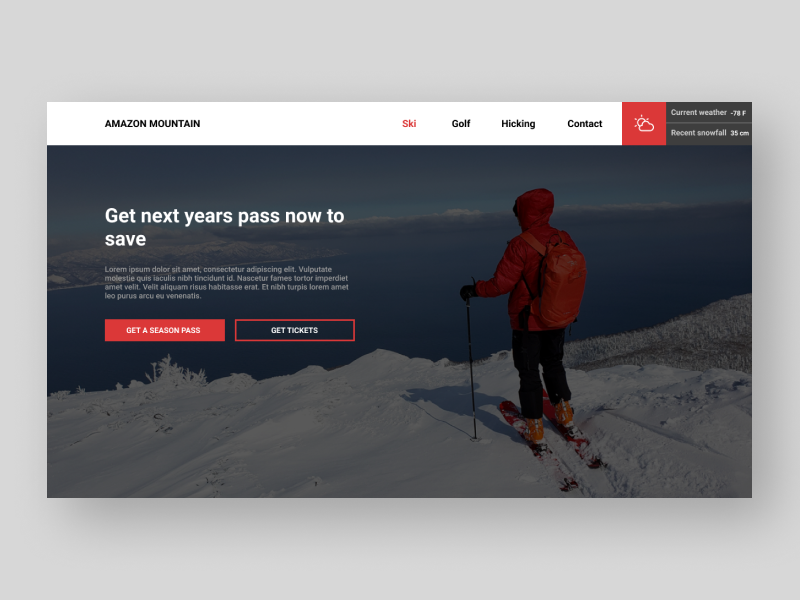 AMAZON MOUNTAIN
Ski
Golf
Hicking
Contact
Current weather -78 F
Recent snowfall 35 cm
Get next years pass now to
save
Lorem ipsum dolor sit amet, consectetur adipiscing elit. Vulputate
molestie quis iaculis nibh tincidunt id. Nascetur fames tortor imperdiet
amet velit. Velit aliquam risus habitasse erat. Et nibh turpis lorem amet
leo purus arcu eu venenatis.
GET A SEASON PASS
GET TICKETS